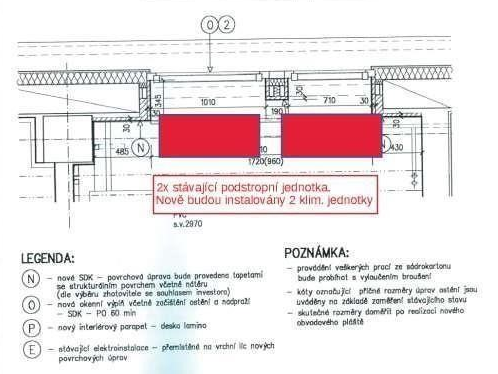 O 2
345
35
1010
710
30
35
190
30
30
N
N
485
10
430
1720(960)
2x stávající podstropní jednotka.
Nově budou instalovány 2 klim. jednotky
PVC
s.v.2970
LEGENDA:
N – nové SDK – povrchová úprava bude provedena tapetami
se strukturálním povrchem včetně nátěru
(dle výběru zhotovitele se souhlasem investora)
O – nová okenní výplň včetně začištění ostění a nadpraží
– SDK – PO 60 min
P – nový interiérový parapet – deska lamino
E – stávající elektroinstalace – přemístěné na vrchní líc nových
povrchových úprav
POZNÁMKA:
– provádění veškerých prací ze sádrokartonu
bude probíhat s vyloučením broušení
– kóty označující příčné rozměry úprav ostění jsou
uváděny na základě zaměření stávajícího stavu
– skutečné rozměry doměřit po realizaci nového
obvodového pláště